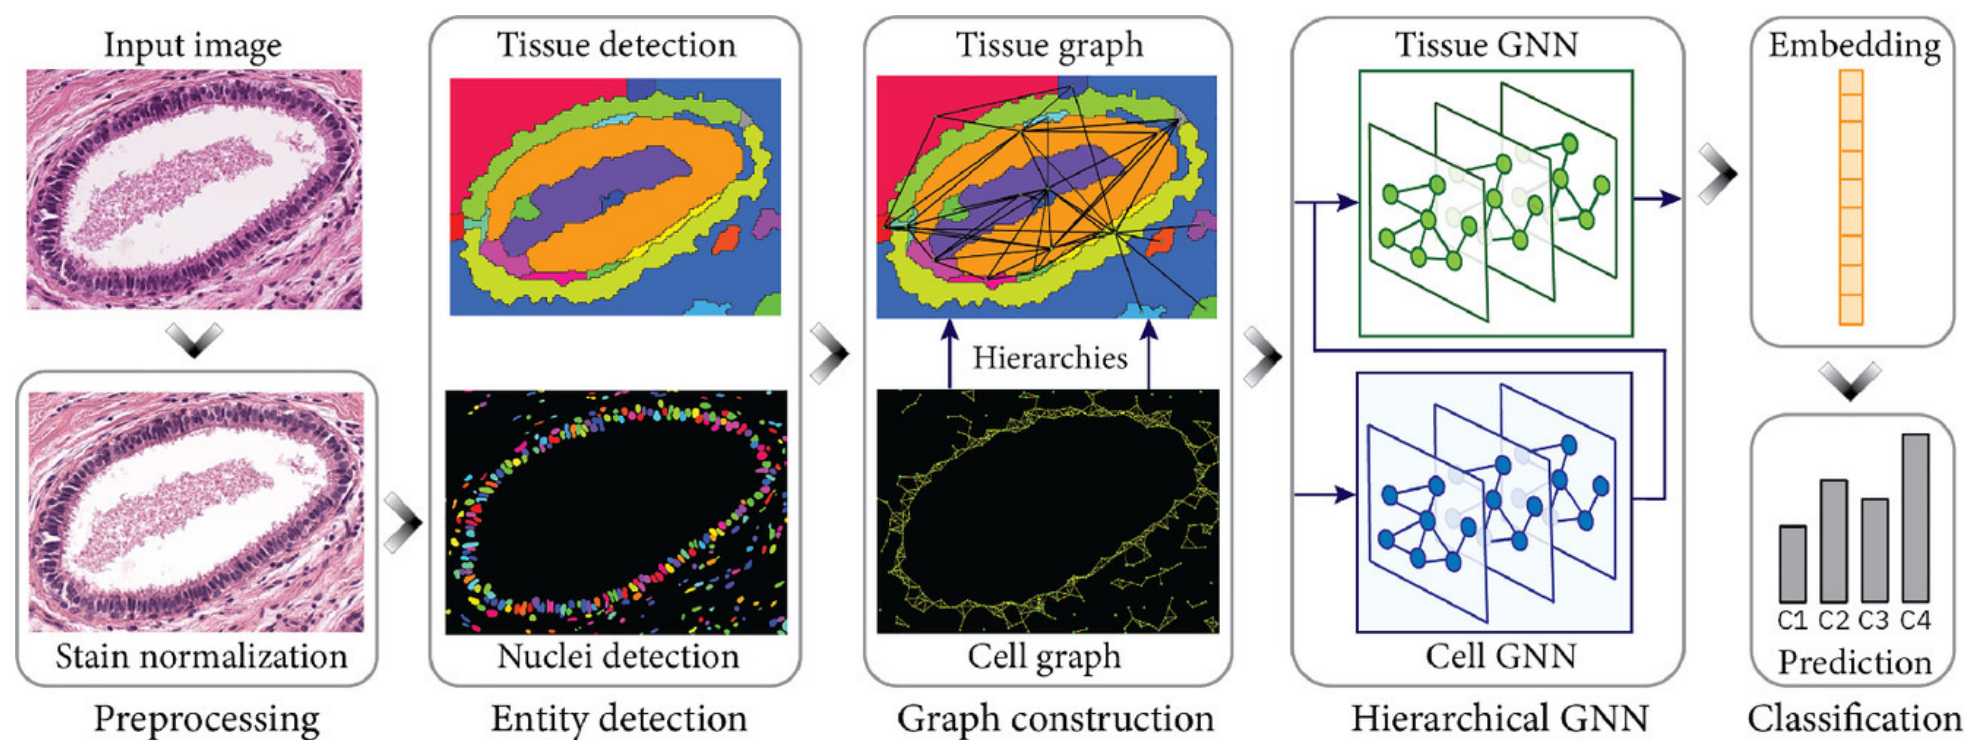 Input image
Stain normalization
Preprocessing
Tissue detection
Nuclei detection
Entity detection
Tissue graph
Hierarchies
Cell graph
Graph construction
Tissue GNN
Cell GNN
Hierarchical GNN
Embedding
C1 C2 C3 C4
Prediction
Classification